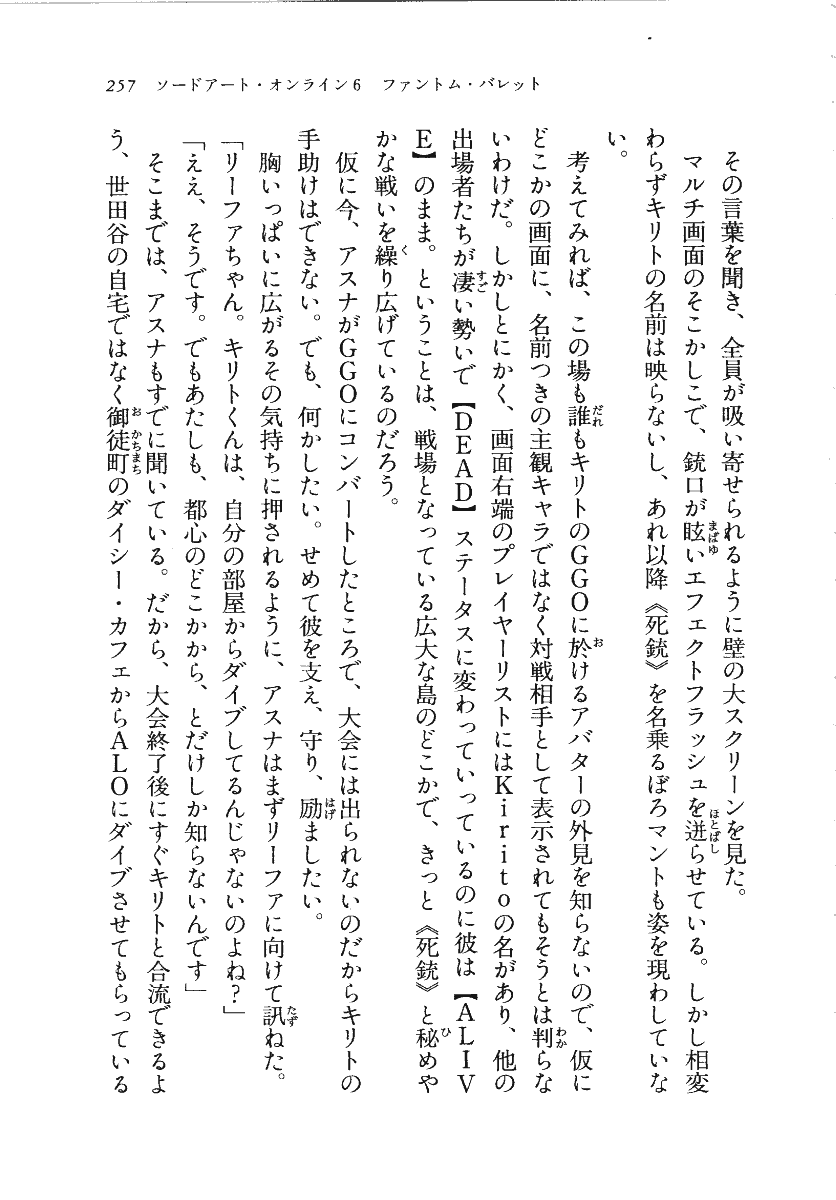 257 ソードアート・オンライン6 ファントム・バレット
その言葉を聞き、全員が吸い寄せられるように壁の大スクリーンを見た。
マルチ画面のそこかしこで、銃口が眩いエフェクトフラッシュを迸らせている。しかし相変
わらずキリトの名前は映らないし、あれ以降《死銃》を名乗るぼろマントも姿を現わしていな
い。
考えてみれば、この場も誰もキリトのGGOに於けるアバターの外見を知らないので、仮に
どこかの画面に、名前つきの主観キャラではなく対戦相手として表示されてもそうとは判らな
いわけだ。しかしとにかく、画面右端のプレイヤーリストにはKiritoの名があり、他の
出場者たちが凄い勢いで【DEAD】ステータスに変わっていっているのに彼は【ALIV
E】のまま。ということは、戦場となっている広大な島のどこかで、きっと《死銃》と秘めや
かな戦いを繰り広げているのだろう。
仮に今、アスナがGGOにコンバートしたところで、大会には出られないのだからキリトの
手助けはできない。でも、何かしたい。せめて彼を支え、守り、励ましたい。
胸いっぱいに広がるその気持ちに押されるように、アスナはまずリーファに向けて訊ねた。
「リーファちゃん。キリトくんは、自分の部屋からダイブしてるんじゃないのよね?」
「ええ、そうです。でもあたしも、都心のどこかから、とだけしか知らないんです」
そこまでは、アスナもすでに聞いている。だから、大会終了後にすぐキリトと合流できるよ
う、世田谷の自宅ではなく御徒町のダイシー・カフェからALOにダイブさせてもらっている